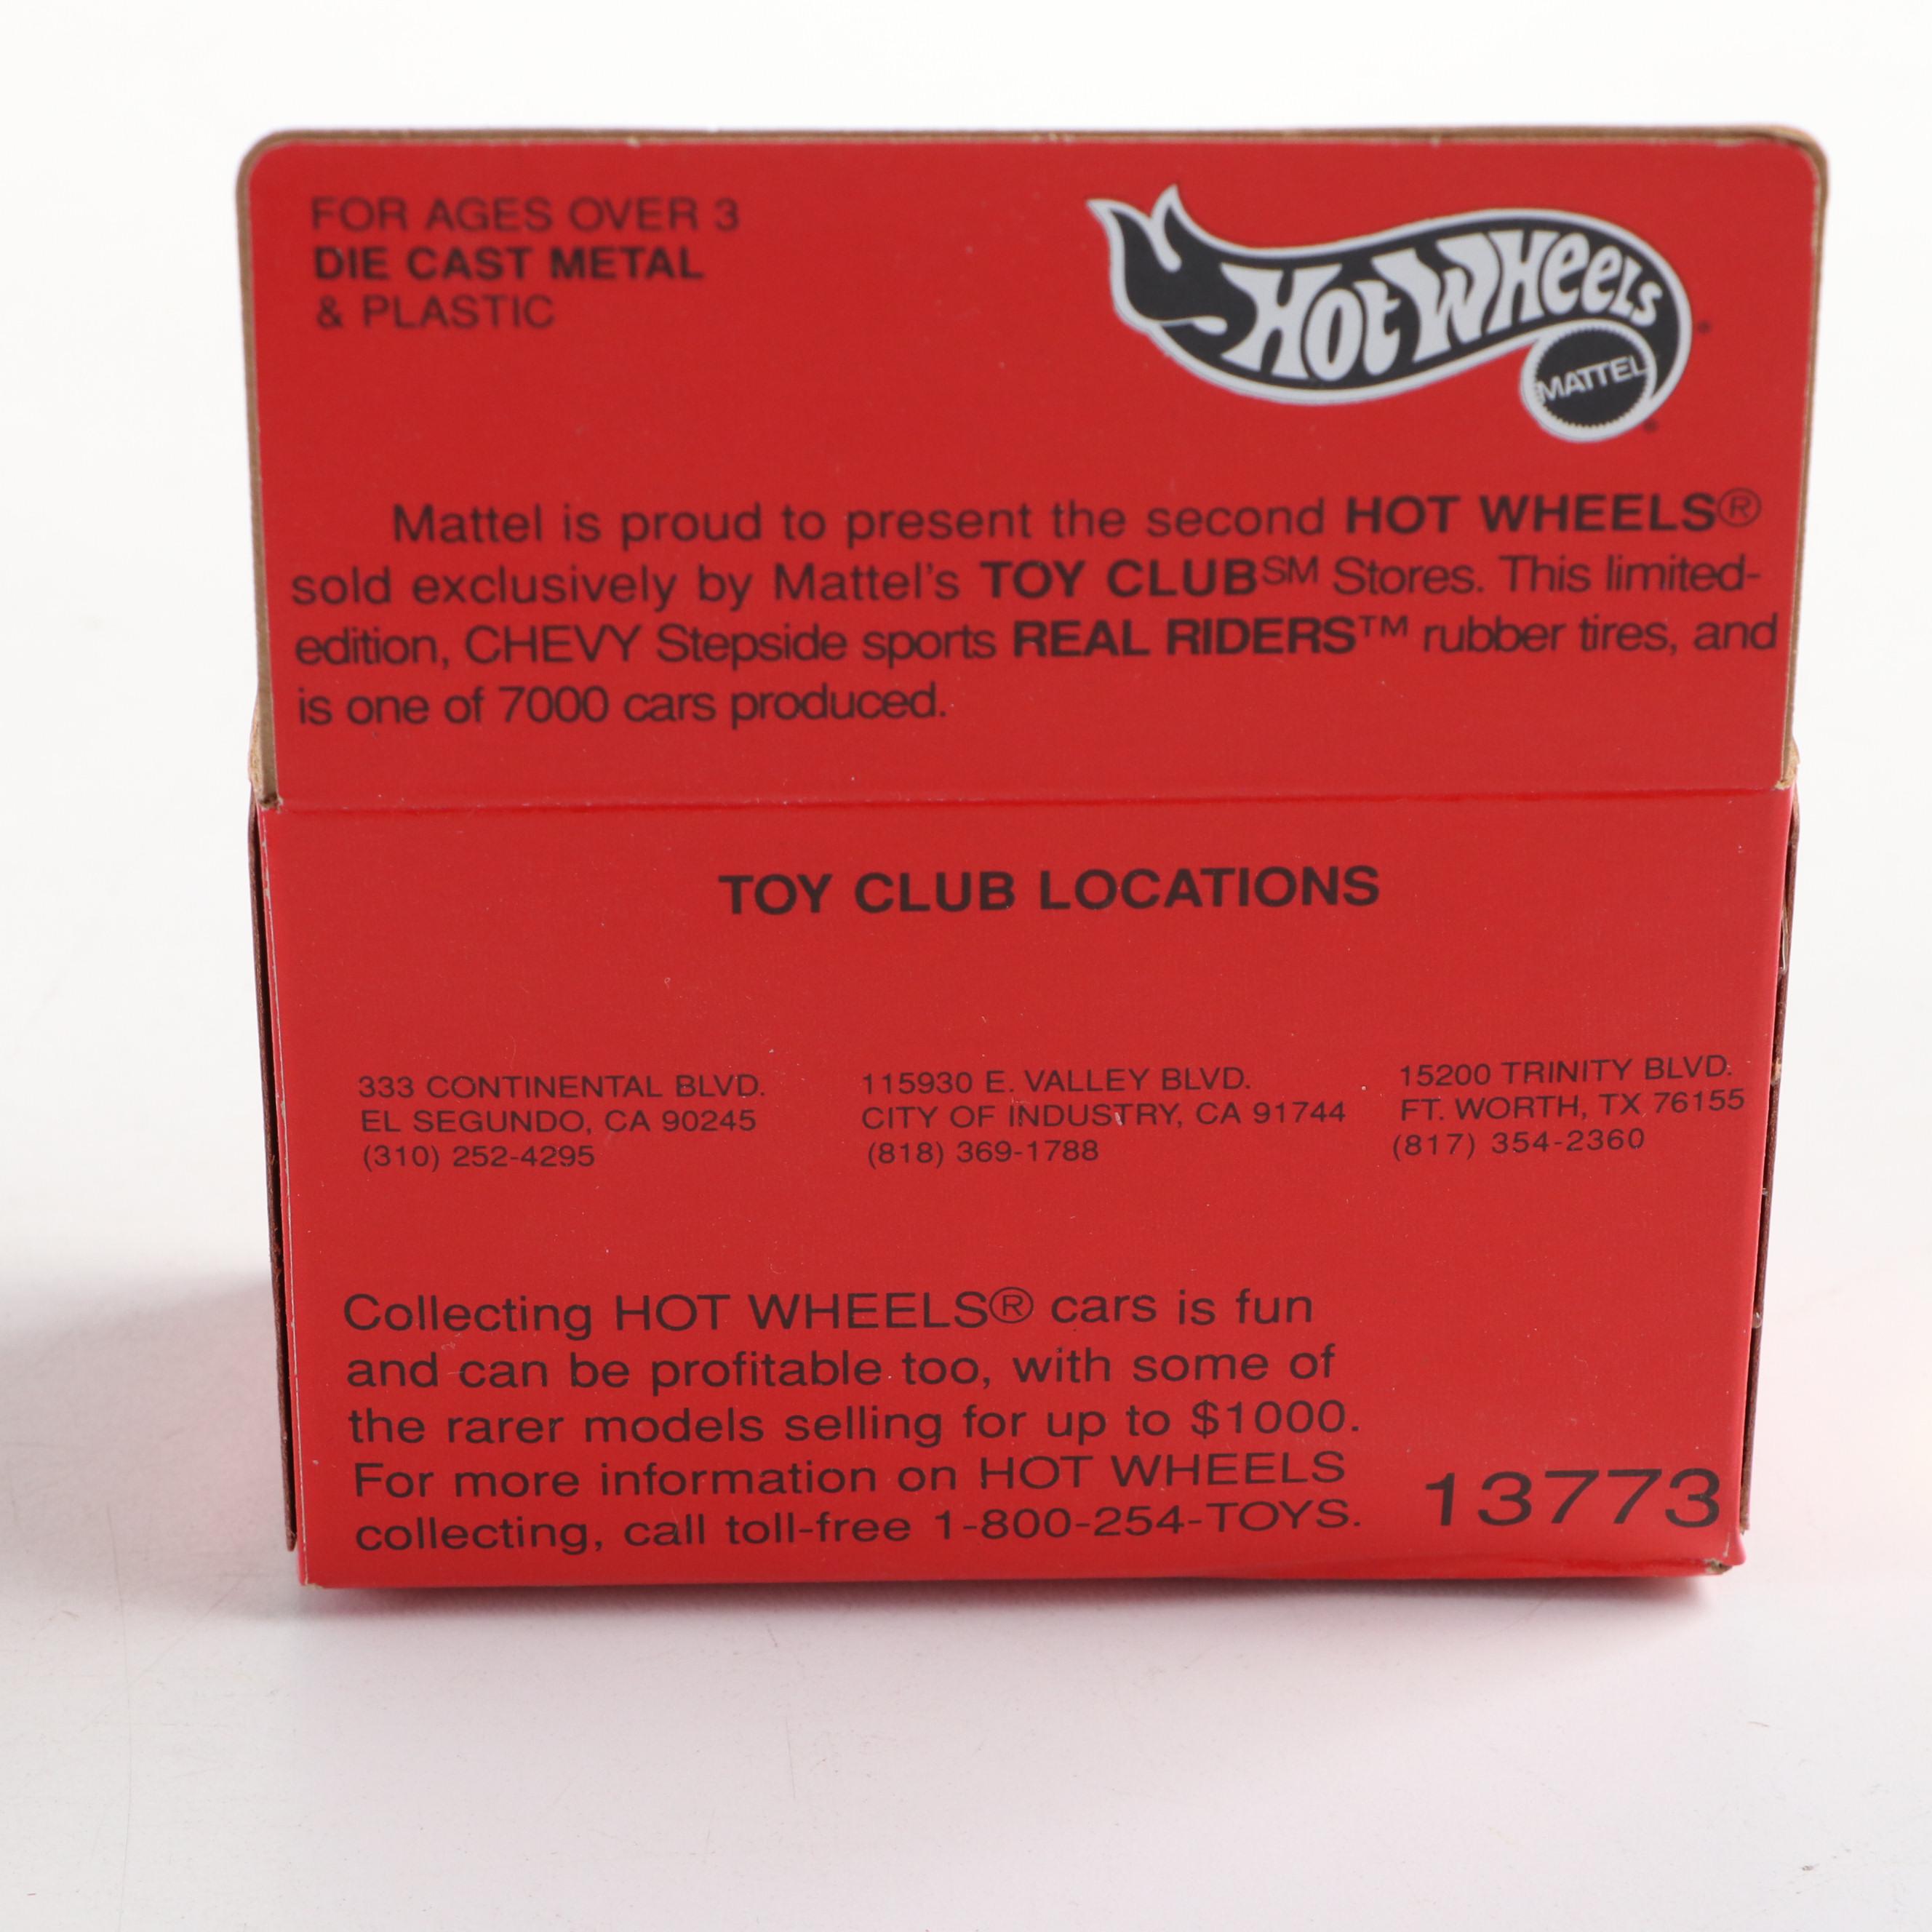 FOR AGES OVER 3
DIE CAST METAL
& PLASTIC
HOT WHEELS
MATTEL
Mattel is proud to present the second HOT WHEELS®
sold exclusively by Mattel's TOY CLUB℠ Stores. This limited-
edition, CHEVY Stepside sports REAL RIDERS™ rubber tires, and
is one of 7000 cars produced.
TOY CLUB LOCATIONS
333 CONTINENTAL BLVD.
EL SEGUNDO, CA 90245
(310) 252-4295
115930 E. VALLEY BLVD.
CITY OF INDUSTRY, CA 91744
(818) 369-1788
15200 TRINITY BLVD.
FT. WORTH, TX 76155
(817) 354-2360
Collecting HOT WHEELS® cars is fun
and can be profitable too, with some of
the rarer models selling for up to $1000.
For more information on HOT WHEELS
collecting, call toll-free 1-800-254-TOYS.
13773